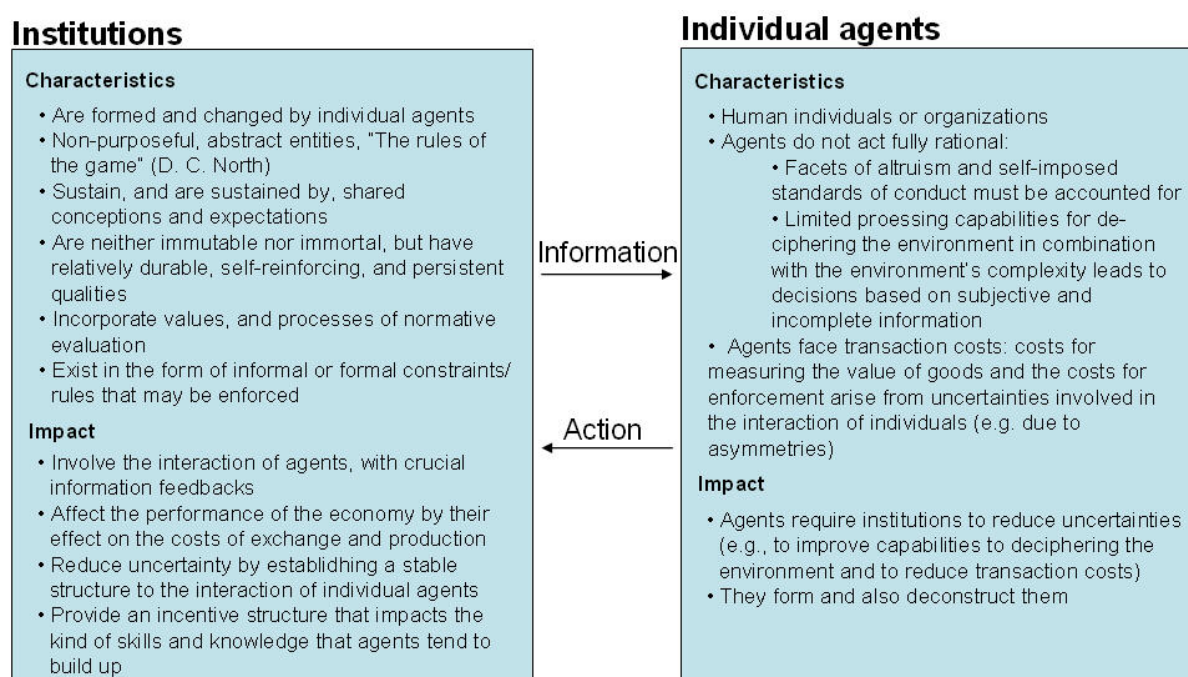 Institutions
Characteristics
• Are formed and changed by individual agents
• Non-purposeful, abstract entities, "The rules
of the game" (D. C. North)
• Sustain, and are sustained by, shared
conceptions and expectations
• Are neither immutable nor immortal, but have
relatively durable, self-reinforcing, and persistent
qualities
• Incorporate values, and processes of normative
evaluation
• Exist in the form of informal or formal constraints/
rules that may be enforced
Impact
• Involve the interaction of agents, with crucial
information feedbacks
• Affect the performance of the economy by their
effect on the costs of exchange and production
• Reduce uncertainty by establidhing a stable
structure to the interaction of individual agents
• Provide an incentive structure that impacts the
kind of skills and knowledge that agents tend to
build up
Information
Action
Individual agents
Characteristics
• Human individuals or organizations
• Agents do not act fully rational:
• Facets of altruism and self-imposed
standards of conduct must be accounted for
• Limited proessing capabilities for de-
ciphering the environment in combination
with the environment's complexity leads to
decisions based on subjective and
incomplete information
• Agents face transaction costs: costs for
measuring the value of goods and the costs for
enforcement arise from uncertainties involved in
the interaction of individuals (e.g. due to
asymmetries)
Impact
• Agents require institutions to reduce uncertainties
(e.g., to improve capabilities to deciphering the
environment and to reduce transaction costs)
• They form and also deconstruct them